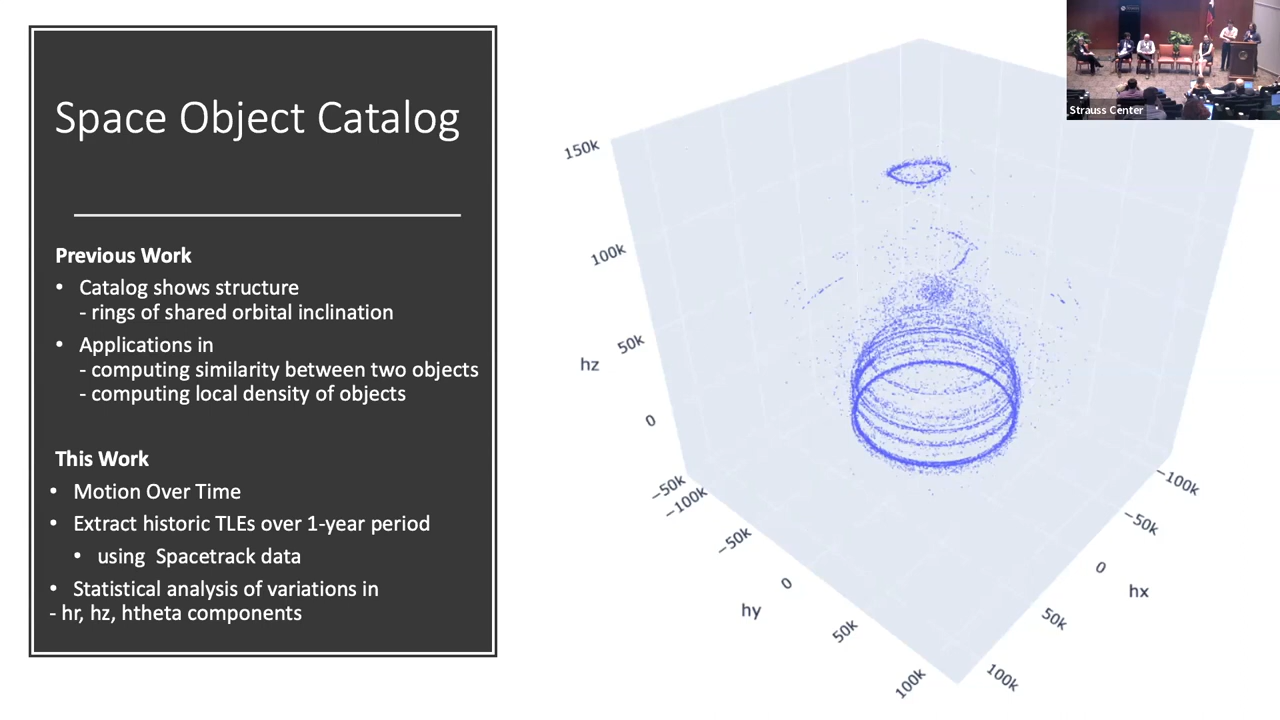 Space Object Catalog
Previous Work
• Catalog shows structure
- rings of shared orbital inclination
• Applications in
- computing similarity between two objects
- computing local density of objects
This Work
• Motion Over Time
• Extract historic TLEs over 1-year period
• using Spacetrack data
• Statistical analysis of variations in
- hr, hz, htheta components
150k
100k
50k
0
−50k
hz
−100k
−50k
0
50k
100k
hy
−100k
−50k
0
50k
100k
hx
Strauss Center